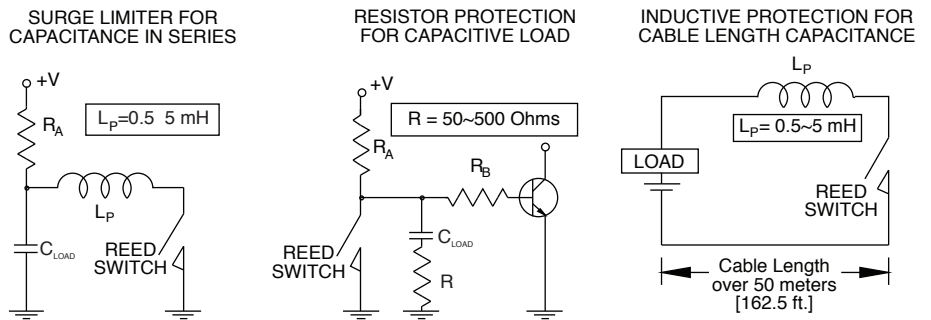 SURGE LIMITER FOR
CAPACITANCE IN SERIES
+V
R_A
L_P=0.5 5 mH
L_P
C_LOAD
REED
SWITCH
RESISTOR PROTECTION
FOR CAPACITIVE LOAD
+V
R = 50~500 Ohms
R_A
R_B
REED
SWITCH
C_LOAD
R
INDUCTIVE PROTECTION FOR
CABLE LENGTH CAPACITANCE
L_P
L_P= 0.5~5 mH
LOAD
REED
SWITCH
Cable Length
over 50 meters
[162.5 ft.]